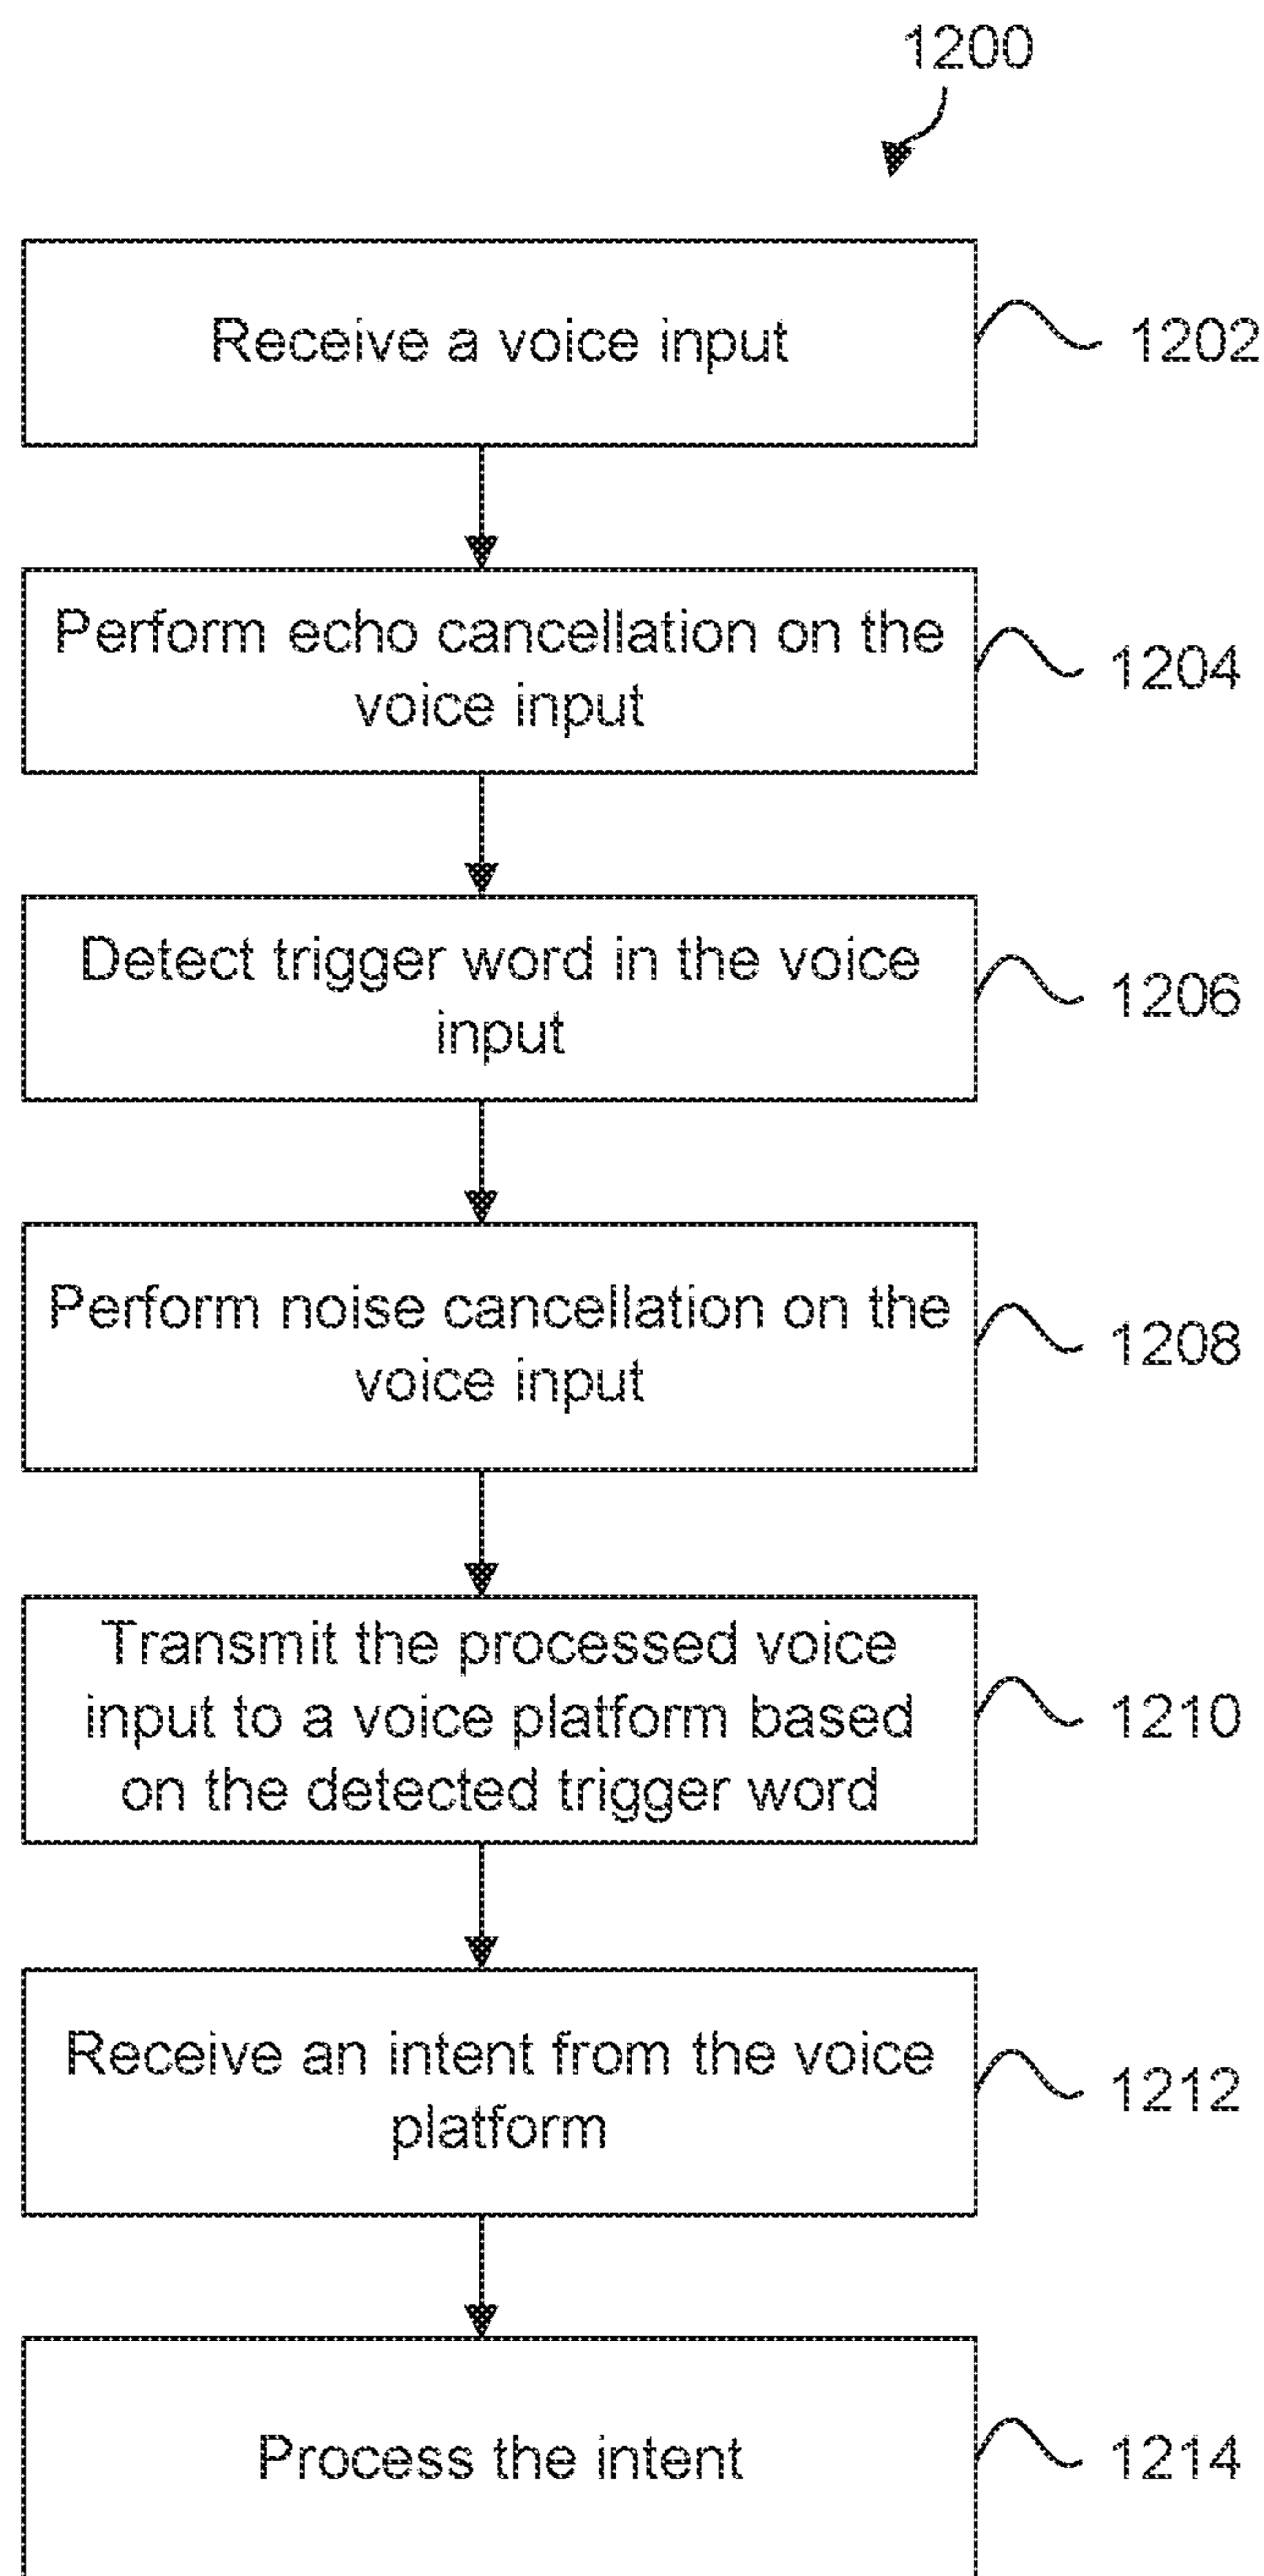 1200
Receive a voice input
1202
Perform echo cancellation on the
voice input
1204
Detect trigger word in the voice
input
1206
Perform noise cancellation on the
voice input
1208
Transmit the processed voice
input to a voice platform based
on the detected trigger word
1210
Receive an intent from the voice
platform
1212
Process the intent
1214